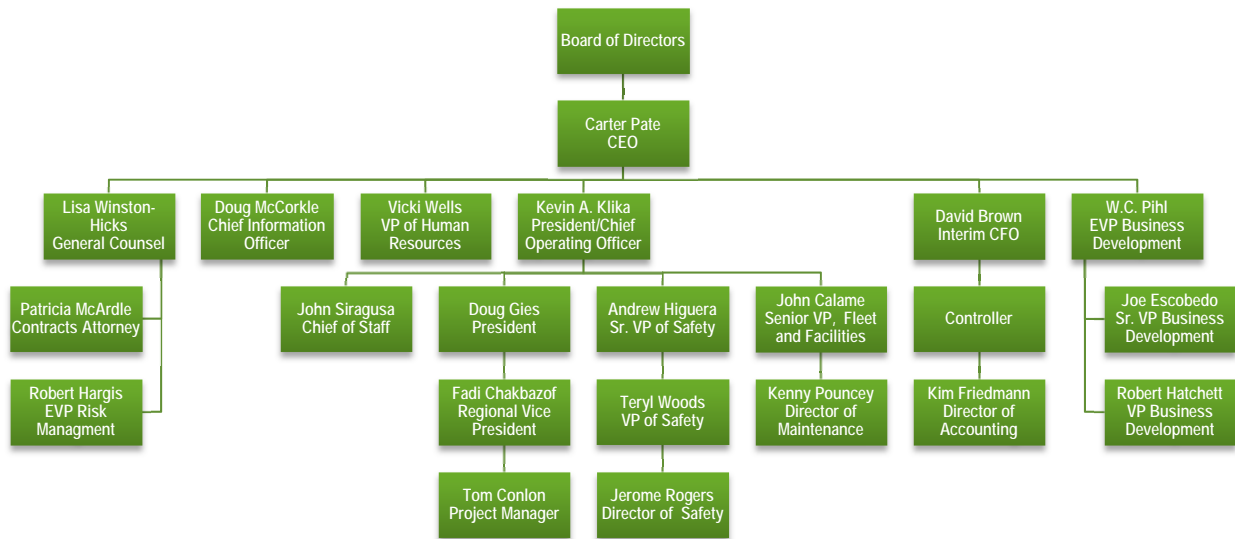 Board of Directors
Carter Pate
CEO
Lisa Winston-
Hicks
General Counsel
Doug McCorkle
Chief Information
Officer
Vicki Wells
VP of Human
Resources
Kevin A. Klika
President/Chief
Operating Officer
David Brown
Interim CFO
W.C. Pihl
EVP Business
Development
Patricia McArdle
Contracts Attorney
John Siragusa
Chief of Staff
Doug Gies
President
Andrew Higuera
Sr. VP of Safety
John Calame
Senior VP, Fleet
and Facilities
Controller
Joe Escobedo
Sr. VP Business
Development
Robert Hargis
EVP Risk
Managment
Fadi Chakbazof
Regional Vice
President
Teryl Woods
VP of Safety
Kenny Pouncey
Director of
Maintenance
Kim Friedmann
Director of
Accounting
Robert Hatchett
VP Business
Development
Tom Conlon
Project Manager
Jerome Rogers
Director of Safety